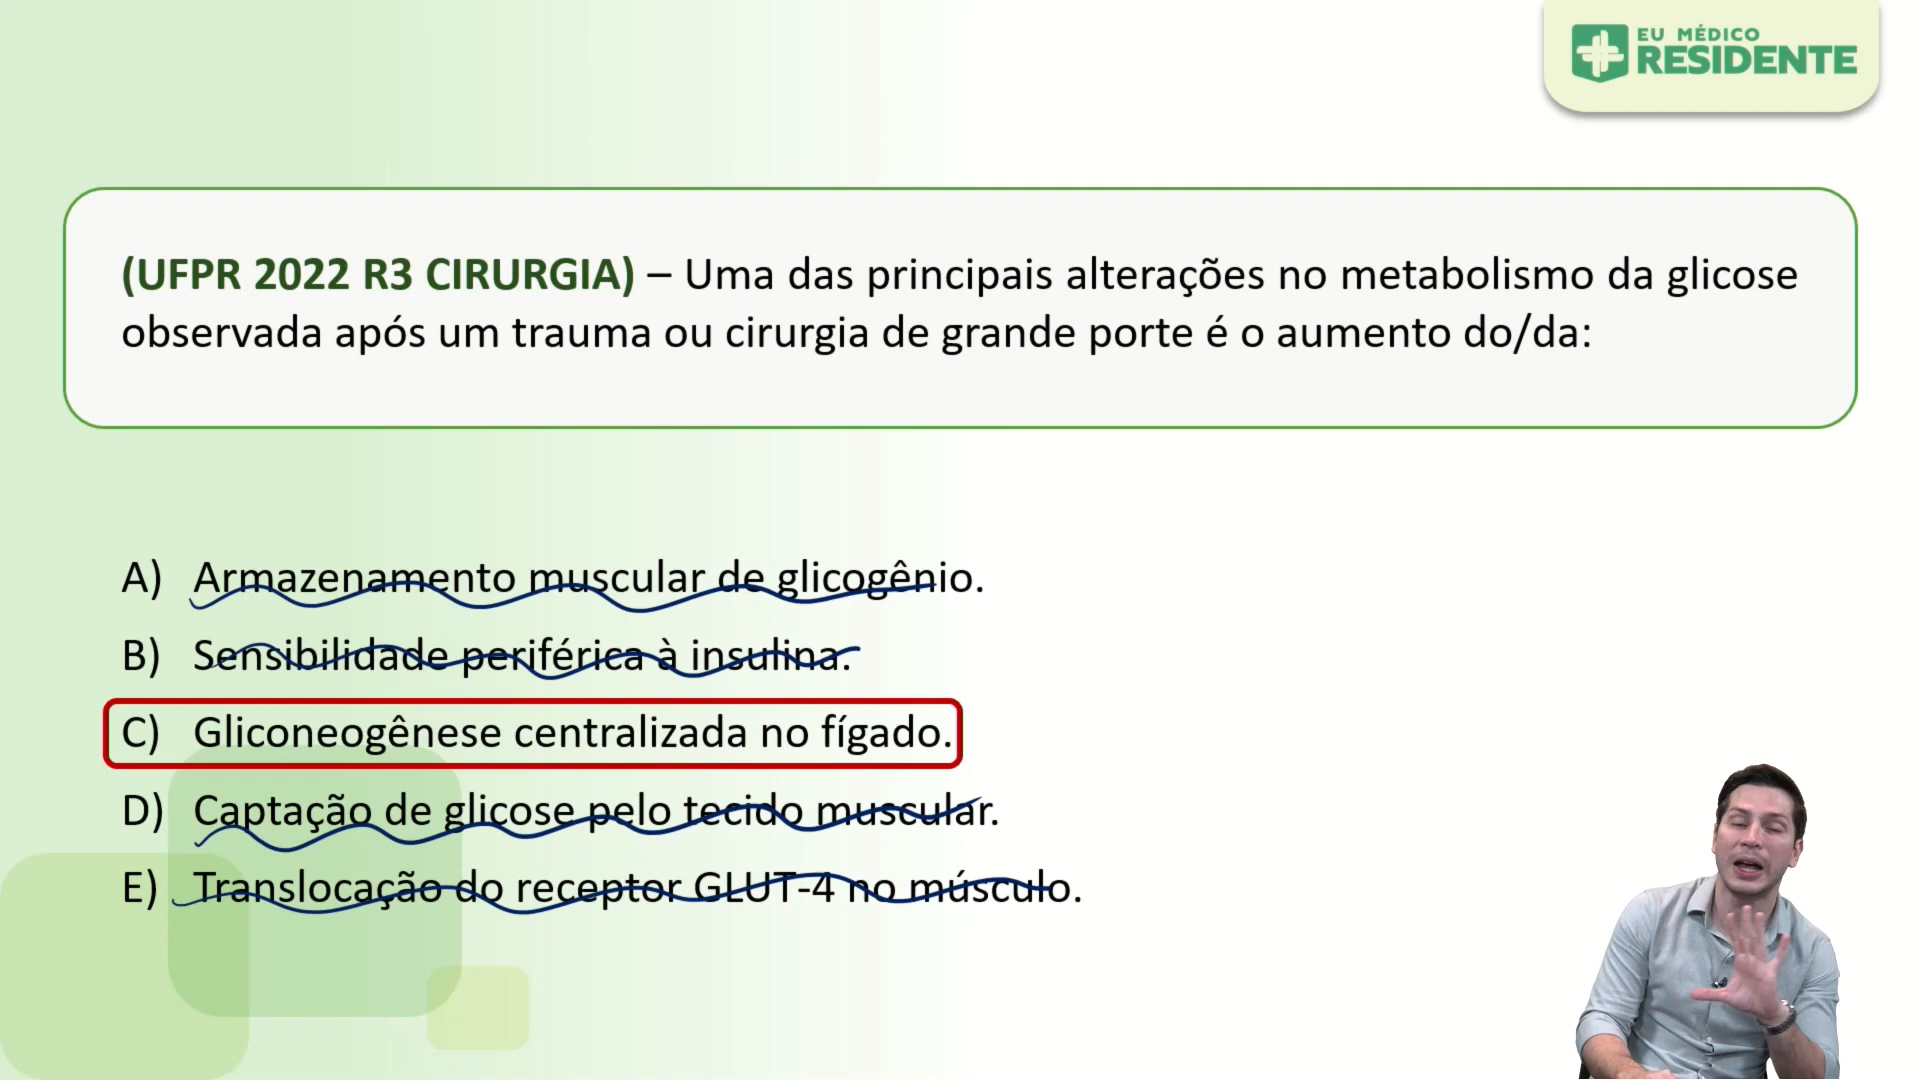 EU MÉDICO
RESIDENTE
(UFPR 2022 R3 CIRURGIA) – Uma das principais alterações no metabolismo da glicose
observada após um trauma ou cirurgia de grande porte é o aumento do/da:
A) Armazenamento muscular de glicogênio.
B) Sensibilidade periférica à insulina.
C) Gliconeogênese centralizada no fígado.
D) Captação de glicose pelo tecido muscular.
E) Translocação do receptor GLUT-4 no músculo.